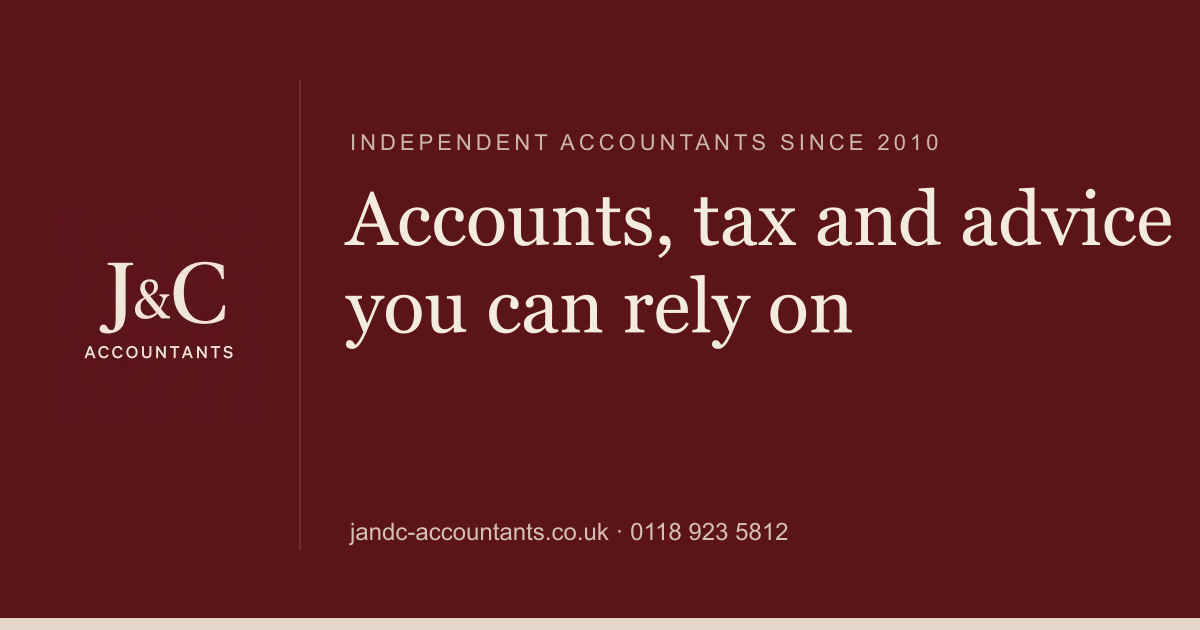 J&C
ACCOUNTANTS
INDEPENDENT ACCOUNTANTS SINCE 2010
Accounts, tax and advice
you can rely on
jandc-accountants.co.uk · 0118 923 5812